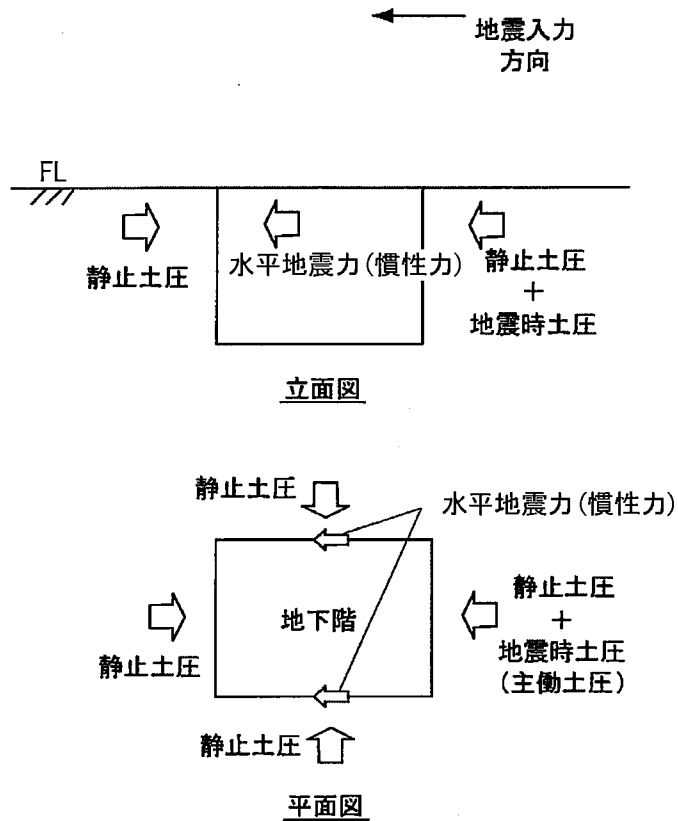 地震入力
方向
FL
静止土圧
水平地震力(慣性力)
静止土圧
+
地震時土圧
立面図
静止土圧
水平地震力(慣性力)
静止土圧
地下階
静止土圧
+
地震時土圧
(主働土圧)
静止土圧
平面図